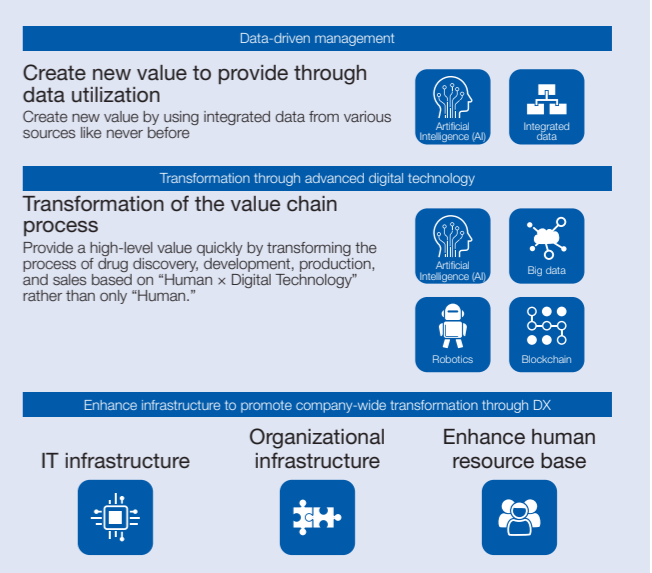 Data-driven management
Create new value to provide through
data utilization
Create new value by using integrated data from various
sources like never before
Artificial
Intelligence (AI)
Integrated
data
Transformation through advanced digital technology
Transformation of the value chain
process
Provide a high-level value quickly by transforming the
process of drug discovery, development, production,
and sales based on “Human × Digital Technology”
rather than only “Human.”
Artificial
Intelligence (AI)
Big data
Robotics
Blockchain
Enhance infrastructure to promote company-wide transformation through DX
IT infrastructure
Organizational
infrastructure
Enhance human
resource base